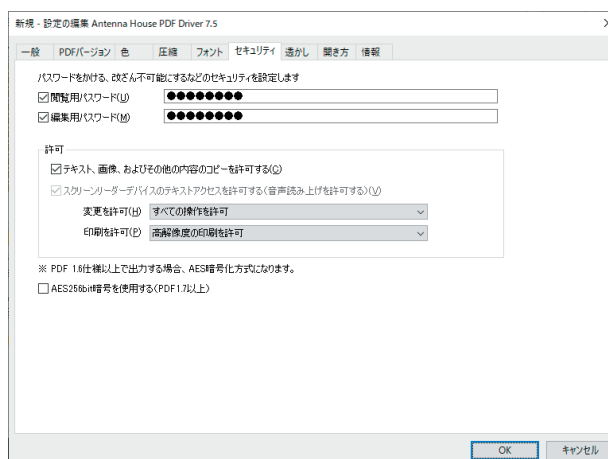 新規 - 設定の編集 Antenna House PDF Driver 7.5
一般 PDFバージョン 色 圧縮 フォント セキュリティ 透かし 開き方 情報
パスワードをかける、改ざん不可能にするなどのセキュリティを設定します
閲覧用パスワード(U) ●●●●●●●●
編集用パスワード(M) ●●●●●●●●
許可
テキスト、画像、およびその他の内容のコピーを許可する(C)
スクリーンリーダーデバイスのテキストアクセスを許可する(音声読み上げを許可する)(V)
変更を許可(H) すべての操作を許可
印刷を許可(P) 高解像度の印刷を許可
※ PDF 1.6仕様以上で出力する場合、AES暗号化方式になります。
AES256bit暗号を使用する(PDF1.7以上)
OK キャンセル